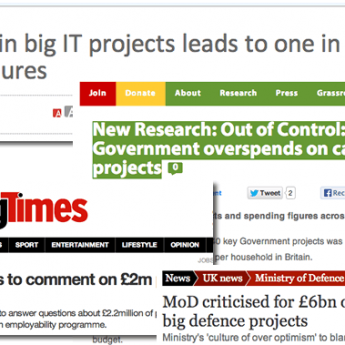 in big IT projects leads to one in
ures
A A
Join Donate About Research Press Grassro
New Research: Out of Control:
Government overspends on ca
projects 0
Tweet 2
ts and spending figures across
0 key Government projects was
per household in Britain.
gTimes
SPORT ENTERTAINMENT LIFESTYLE OPINION
s to comment on £2m
to answer questions about £2.2million of
n employability programme.
budget.
News UK news Ministry of Defence
MoD criticised for £6bn o
big defence projects
Ministry's 'culture of over optimism' to blam